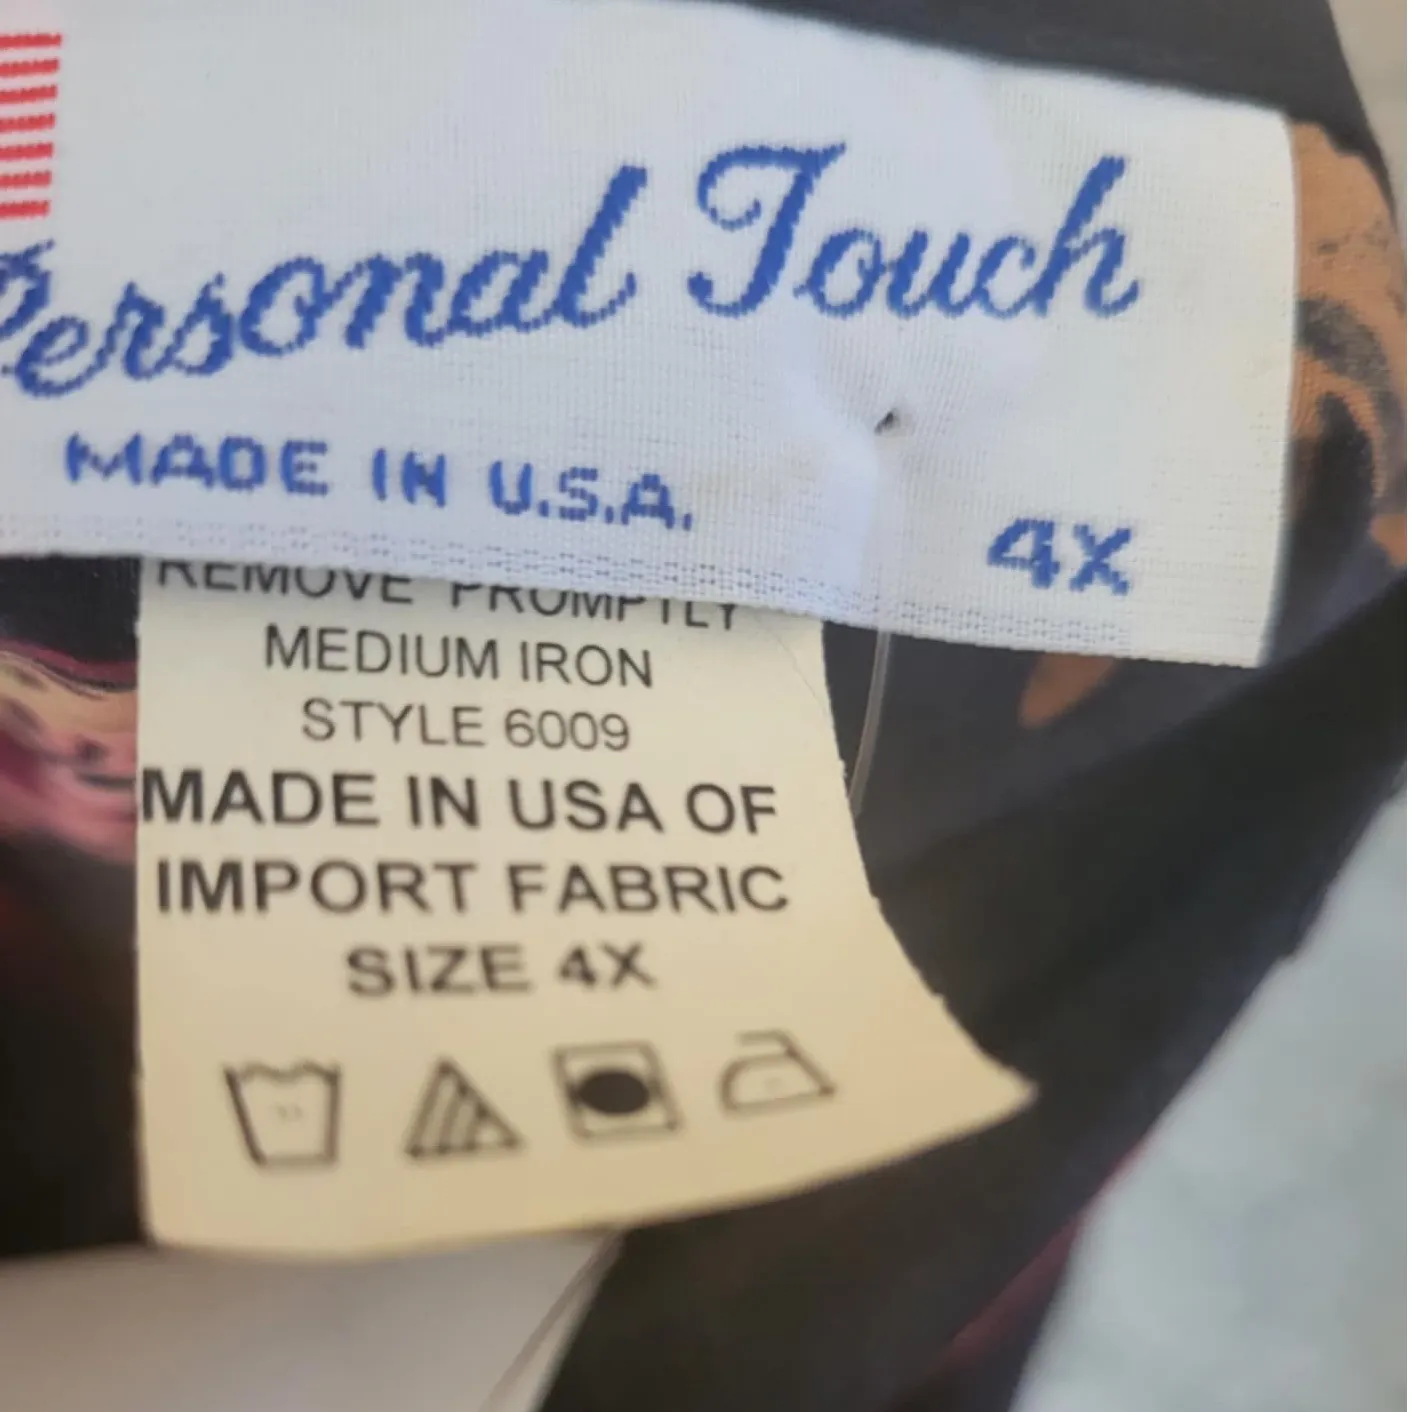 Personal Touch
MADE IN U.S.A.
4X
REMOVE PROMPTLY
MEDIUM IRON
STYLE 6009
MADE IN USA OF
IMPORT FABRIC
SIZE 4X